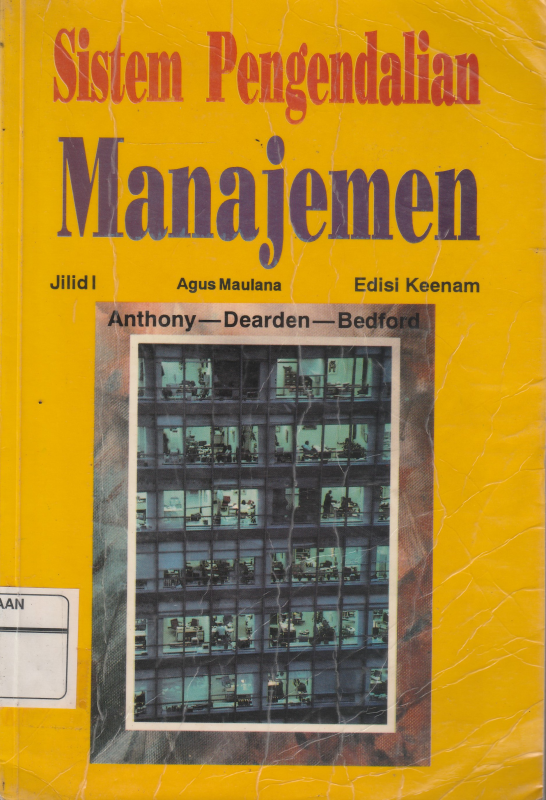 Sistem Pengendalian
Manajemen
Jilid I Agus Maulana Edisi Keenam
Anthony—Dearden—Bedford
AAN